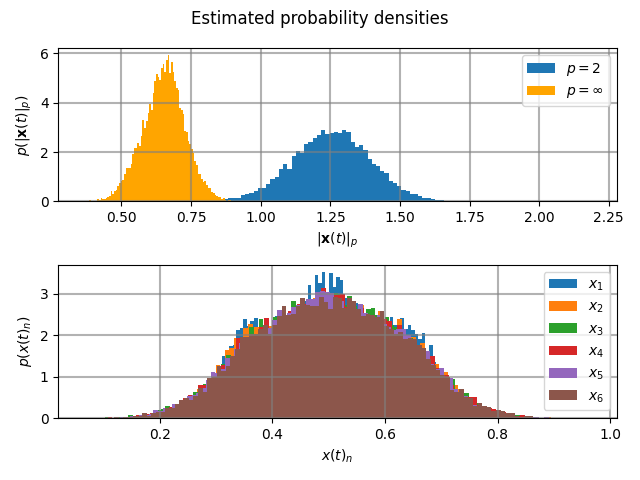 Estimated probability densities
p(|x(t)|ₚ)
6
4
2
0
p = 2
p = ∞
0.50 0.75 1.00 1.25 1.50 1.75 2.00 2.25
|x(t)|ₚ
p(x(t)ₙ)
3
2
1
0
x₁
x₂
x₃
x₄
x₅
x₆
0.2 0.4 0.6 0.8 1.0
x(t)ₙ